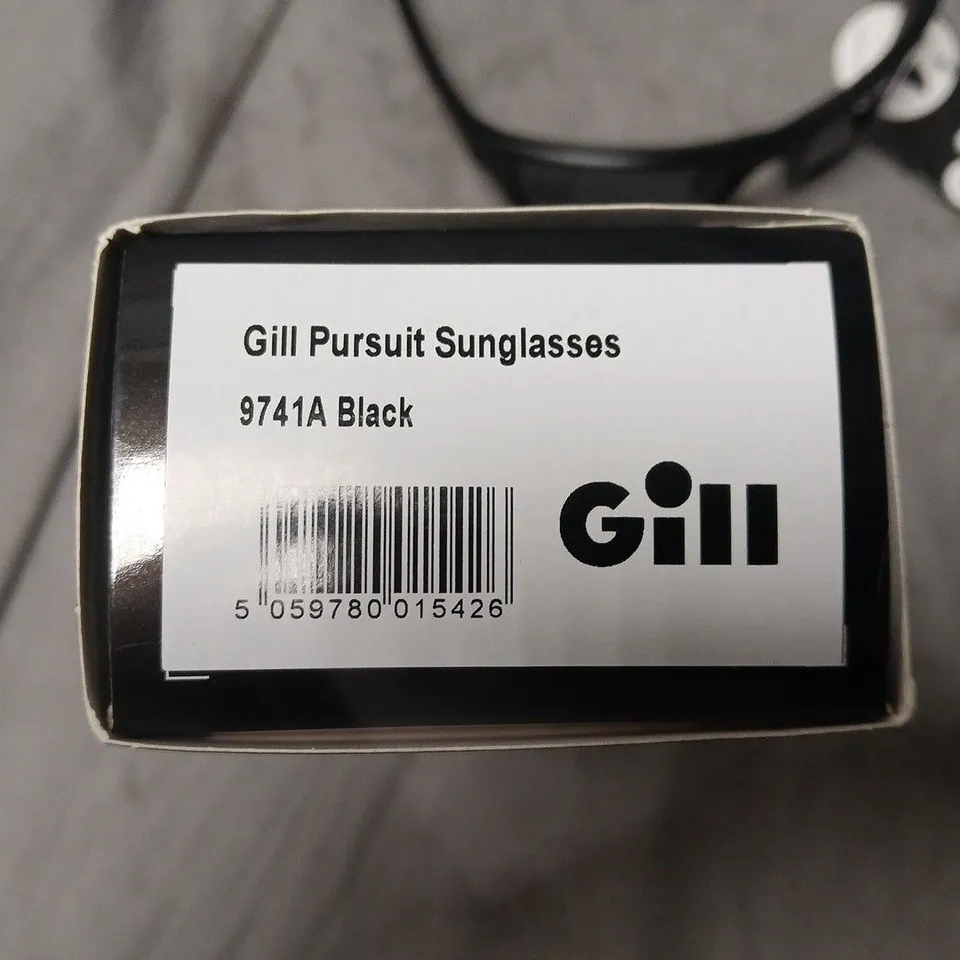 Gill Pursuit Sunglasses
9741A Black
Gill
5 059780 015426